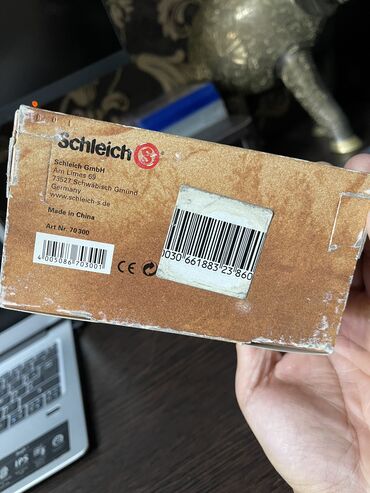 Schleich S
Schleich GmbH
Am Limes 69
73527 Schwäbisch Gmünd
Germany
www.schleich-s.de
Made in China
Art Nr. 70300
4 005086 703001
CE
0030 661883 23 860